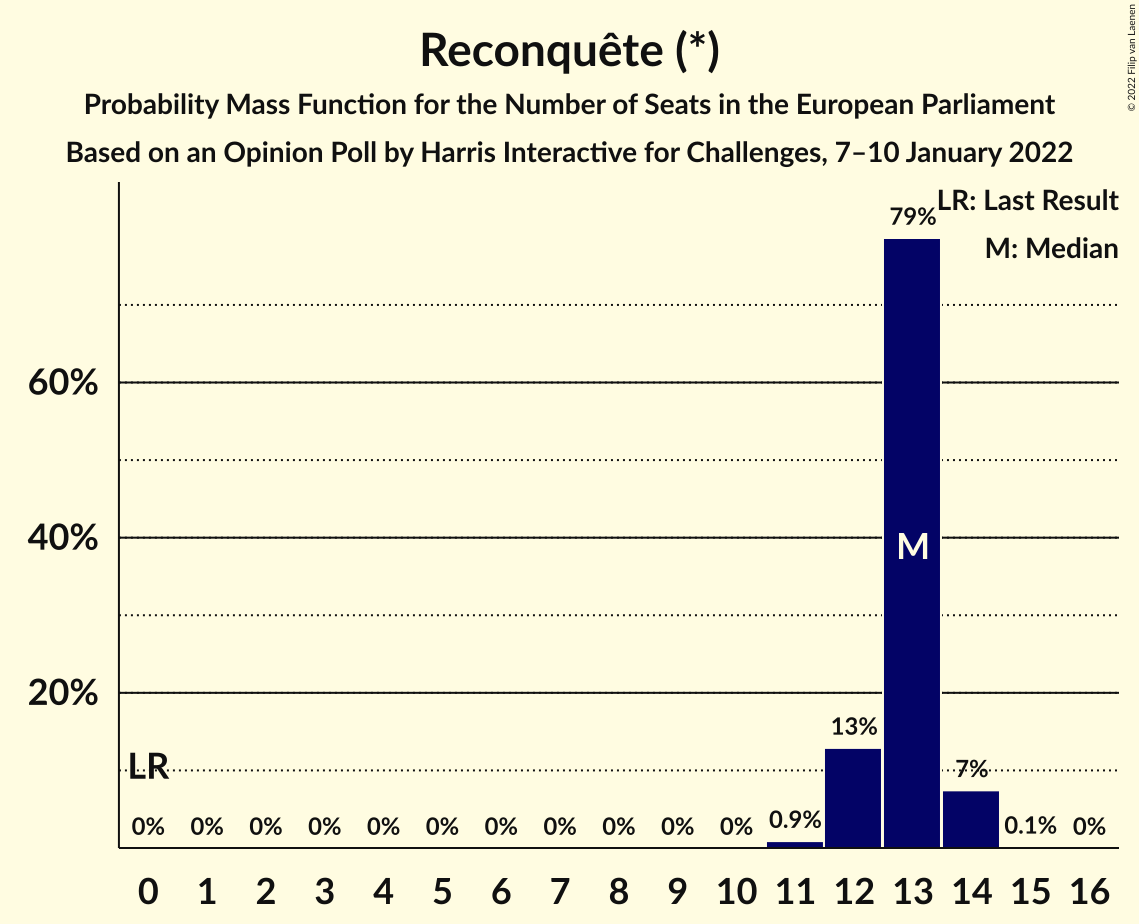 Reconquête (*)
Probability Mass Function for the Number of Seats in the European Parliament
Based on an Opinion Poll by Harris Interactive for Challenges, 7–10 January 2022
© 2022 Filip van Laenen
LR: Last Result
M: Median
79%
60%
40%
M
20%
13%
LR
7%
0% 0% 0% 0% 0% 0% 0% 0% 0% 0% 0% 0.9% 0.1% 0%
0 1 2 3 4 5 6 7 8 9 10 11 12 13 14 15 16